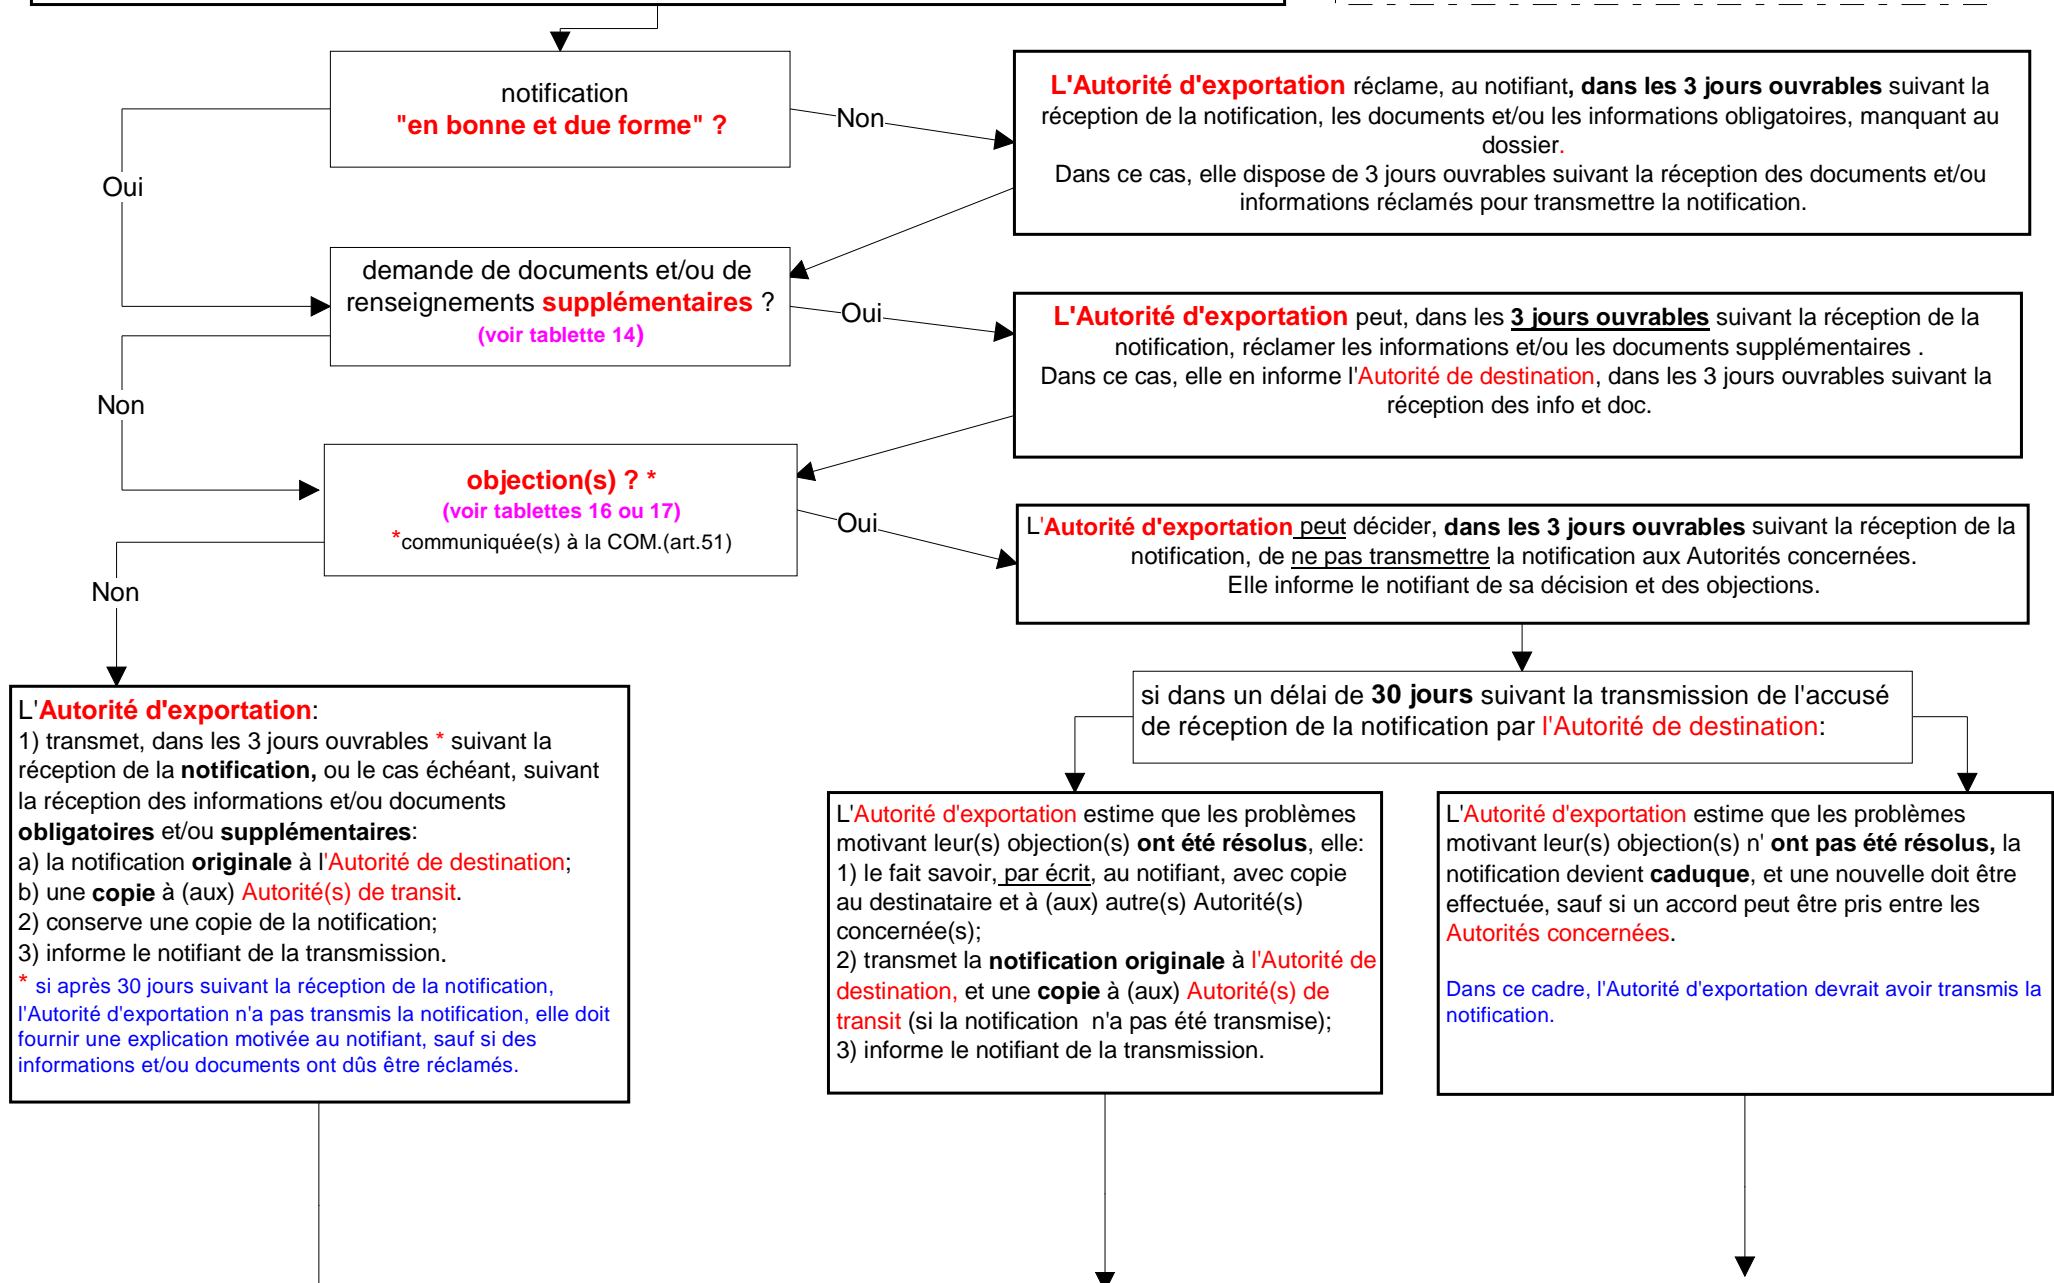 notification
"en bonne et due forme" ?
Non
L'Autorité d'exportation réclame, au notifiant, dans les 3 jours ouvrables suivant la
réception de la notification, les documents et/ou les informations obligatoires, manquant au
dossier.
Dans ce cas, elle dispose de 3 jours ouvrables suivant la réception des documents et/ou
informations réclamés pour transmettre la notification.
Oui
demande de documents et/ou de
renseignements supplémentaires ?
(voir tablette 14)
Oui
L'Autorité d'exportation peut, dans les 3 jours ouvrables suivant la réception de la
notification, réclamer les informations et/ou les documents supplémentaires .
Dans ce cas, elle en informe l'Autorité de destination, dans les 3 jours ouvrables suivant la
réception des info et doc.
Non
objection(s) ? *
(voir tablettes 16 ou 17)
*communiquée(s) à la COM.(art.51)
Oui
L'Autorité d'exportation peut décider, dans les 3 jours ouvrables suivant la réception de la
notification, de ne pas transmettre la notification aux Autorités concernées.
Elle informe le notifiant de sa décision et des objections.
Non
L'Autorité d'exportation:
1) transmet, dans les 3 jours ouvrables * suivant la
réception de la notification, ou le cas échéant, suivant
la réception des informations et/ou documents
obligatoires et/ou supplémentaires:
a) la notification originale à l'Autorité de destination;
b) une copie à (aux) Autorité(s) de transit.
2) conserve une copie de la notification;
3) informe le notifiant de la transmission.
* si après 30 jours suivant la réception de la notification,
l'Autorité d'exportation n'a pas transmis la notification, elle doit
fournir une explication motivée au notifiant, sauf si des
informations et/ou documents ont dûs être réclamés.
si dans un délai de 30 jours suivant la transmission de l'accusé
de réception de la notification par l'Autorité de destination:
L'Autorité d'exportation estime que les problèmes
motivant leur(s) objection(s) ont été résolus, elle:
1) le fait savoir, par écrit, au notifiant, avec copie
au destinataire et à (aux) autre(s) Autorité(s)
concernée(s);
2) transmet la notification originale à l'Autorité de
destination, et une copie à (aux) Autorité(s) de
transit (si la notification n'a pas été transmise);
3) informe le notifiant de la transmission.
L'Autorité d'exportation estime que les problèmes
motivant leur(s) objection(s) n' ont pas été résolus, la
notification devient caduque, et une nouvelle doit être
effectuée, sauf si un accord peut être pris entre les
Autorités concernées.
Dans ce cadre, l'Autorité d'exportation devrait avoir transmis la
notification.